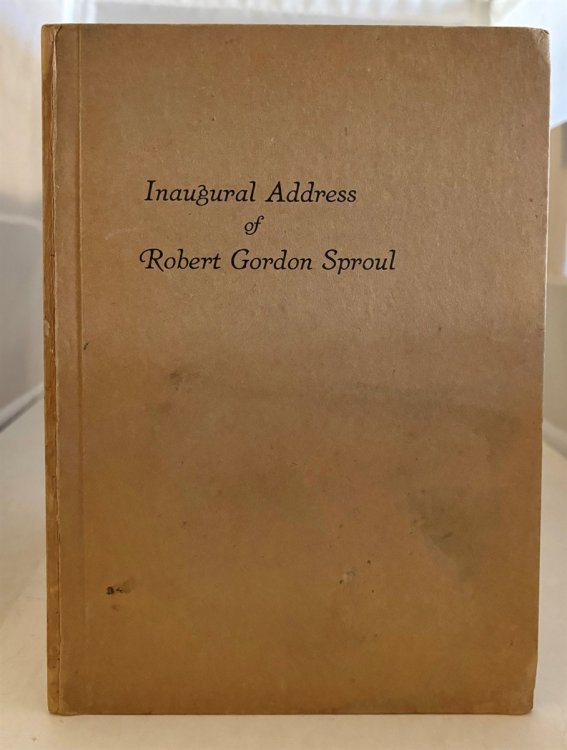 Inaugural Address
of
Robert Gordon Sproul